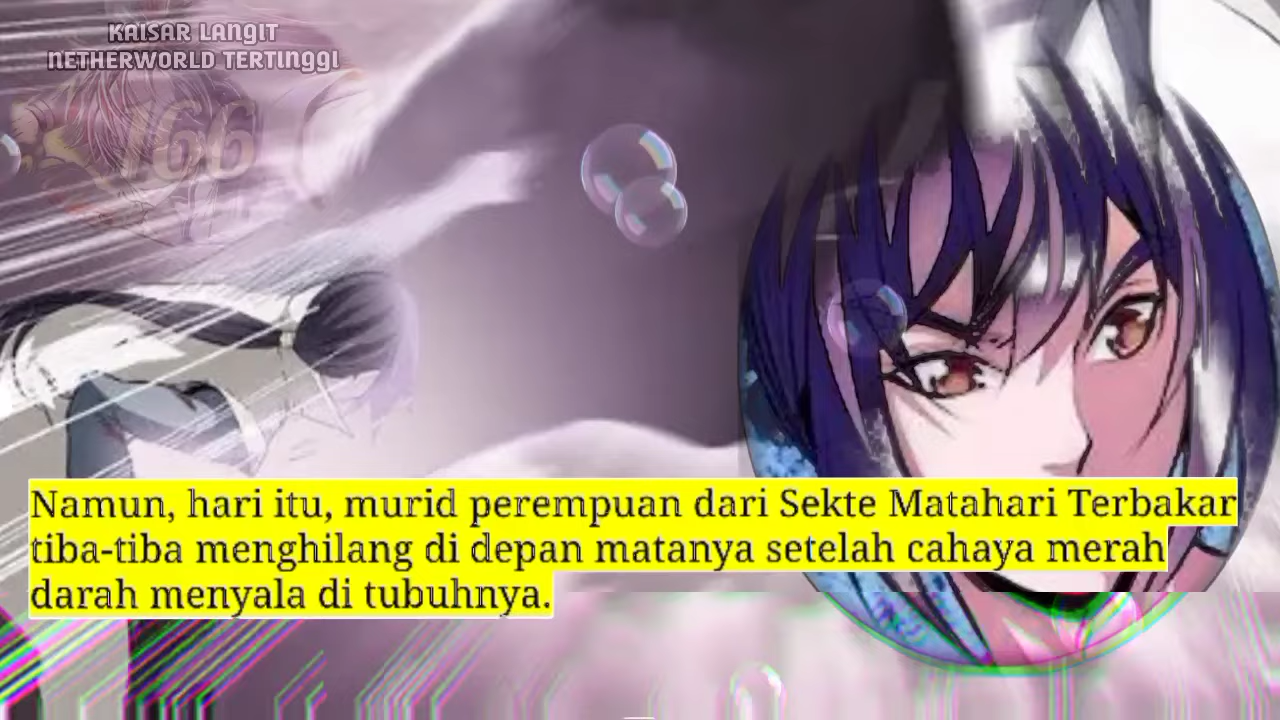 KAISAR LANGIT
NETHERWORLD TERTINGGI
166
Namun, hari itu, murid perempuan dari Sekte Matahari Terbakar
tiba-tiba menghilang di depan matanya setelah cahaya merah
darah menyala di tubuhnya.